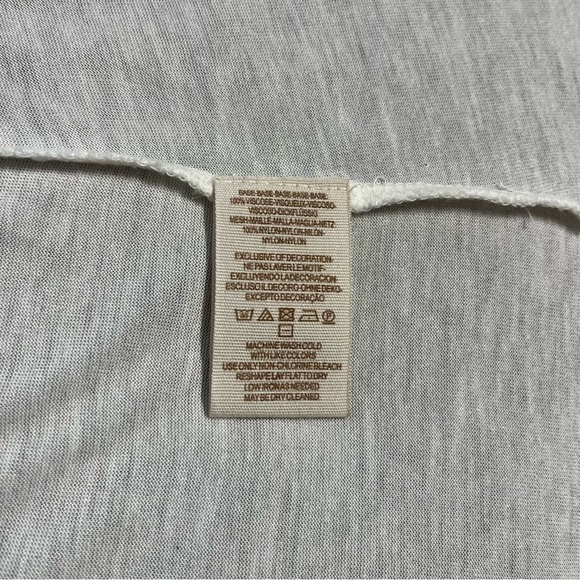 BASE-BASE-BASE-BASE-BASE
100% VISCOSE-VISQUEUX-VISCOSO-
VISCOSO-DICKFLÜSSIG
MESH-MAILLE-MALLA-MAGLIA-NETZ
100% NYLON-NYLON-NILON-
NYLON-NYLON
EXCLUSIVE OF DECORATION-
NE PAS LAVER LE MOTIF-
EXCLUYENDO LA DECORACION-
ESCLUSO IL DECORO-OHNE DEKO-
EXCEPTO DECORAÇÃO
MACHINE WASH COLD
WITH LIKE COLORS
USE ONLY NON-CHLORINE BLEACH
RESHAPE LAY FLAT TO DRY
LOW IRON AS NEEDED
MAY BE DRY CLEANED